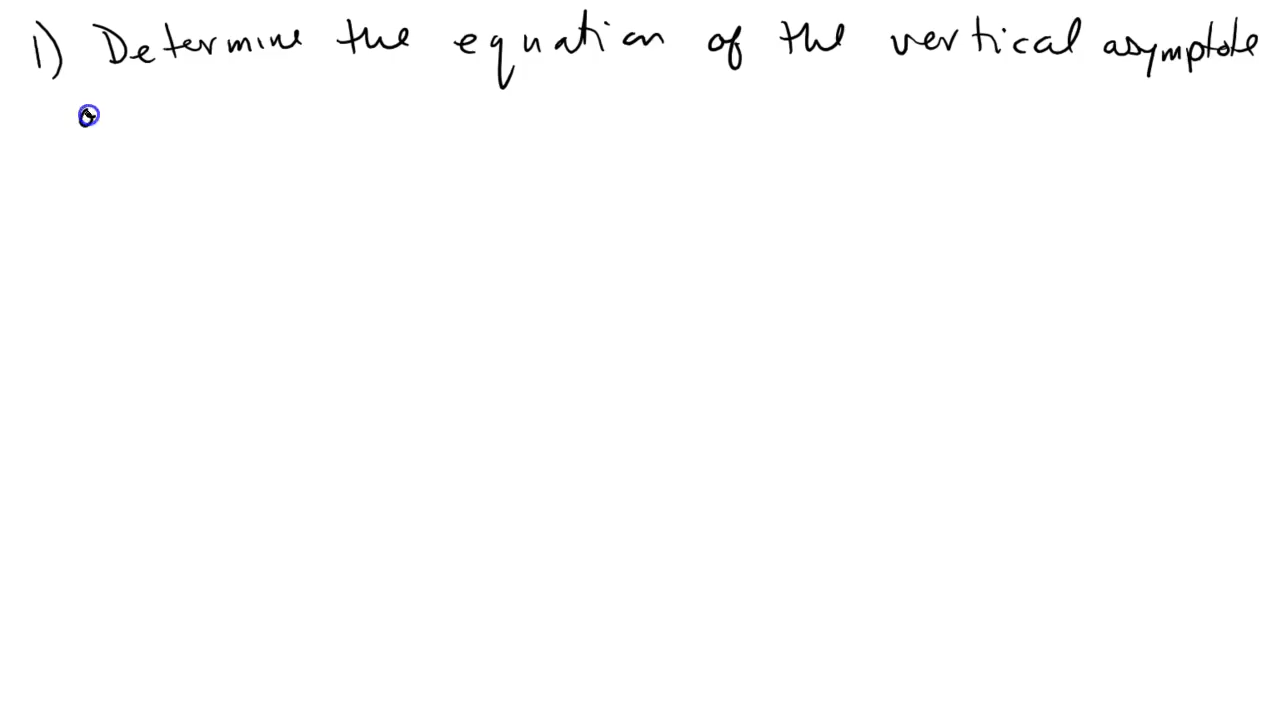 1) Determine the equation of the vertical asymptote